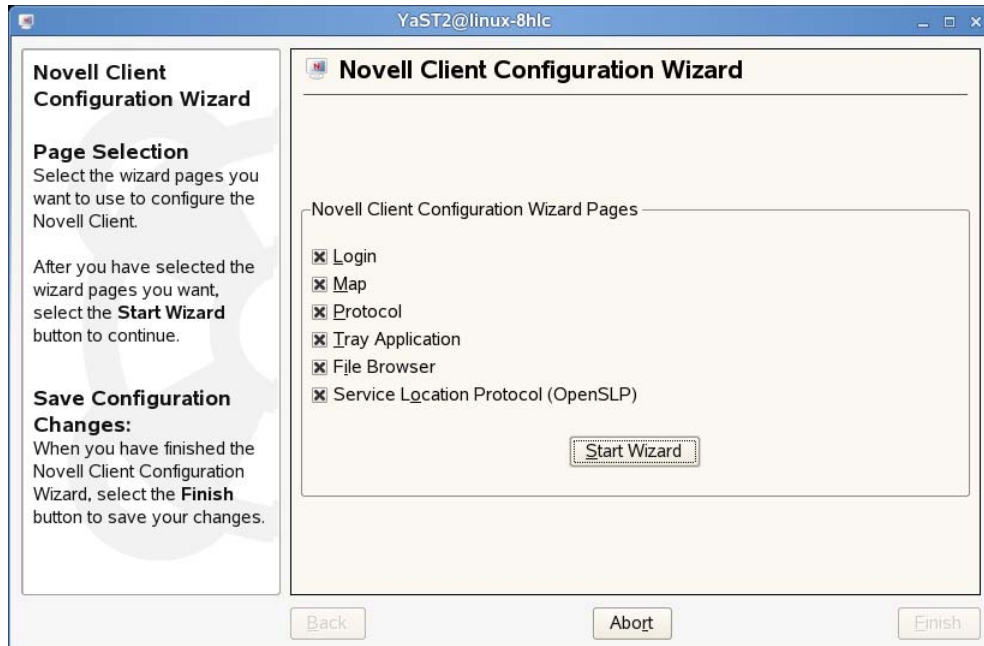 YaST2@linux-8hlc
Novell Client
Configuration Wizard
Page Selection
Select the wizard pages you
want to use to configure the
Novell Client.
After you have selected the
wizard pages you want,
select the Start Wizard
button to continue.
Save Configuration
Changes:
When you have finished the
Novell Client Configuration
Wizard, select the Finish
button to save your changes.
Novell Client Configuration Wizard
Novell Client Configuration Wizard Pages
Login
Map
Protocol
Tray Application
File Browser
Service Location Protocol (OpenSLP)
Start Wizard
Back
Abort
Finish